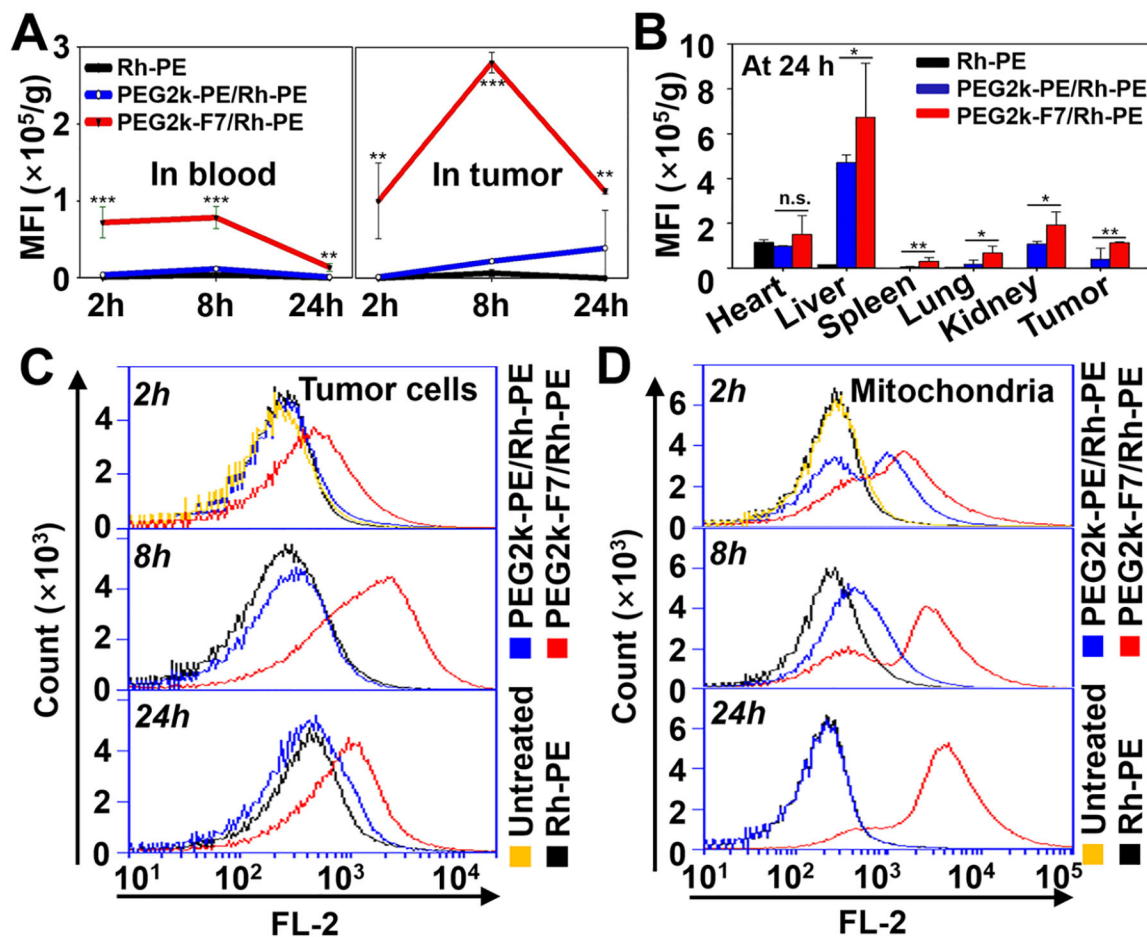 A
3
2
1
0
MFI (×10⁵/g)
Rh-PE
PEG2k-PE/Rh-PE
PEG2k-F7/Rh-PE
In blood
In tumor
***
***
**
**
***
**
2h
8h
24h
2h
8h
24h
B
10
8
6
4
2
0
MFI (×10⁵/g)
At 24 h
Rh-PE
PEG2k-PE/Rh-PE
PEG2k-F7/Rh-PE
n.s.
*
**
*
*
**
Heart
Liver
Spleen
Lung
Kidney
Tumor
C
Tumor cells
2h
4
2
0
8h
4
2
0
24h
4
2
0
Count (×10³)
10¹
10²
10³
10⁴
FL-2
PEG2k-PE/Rh-PE
PEG2k-F7/Rh-PE
Untreated
Rh-PE
D
Mitochondria
2h
6
4
2
0
8h
6
4
2
0
24h
6
4
2
0
Count (×10³)
10¹
10²
10³
10⁴
10⁵
FL-2
PEG2k-PE/Rh-PE
PEG2k-F7/Rh-PE
Untreated
Rh-PE